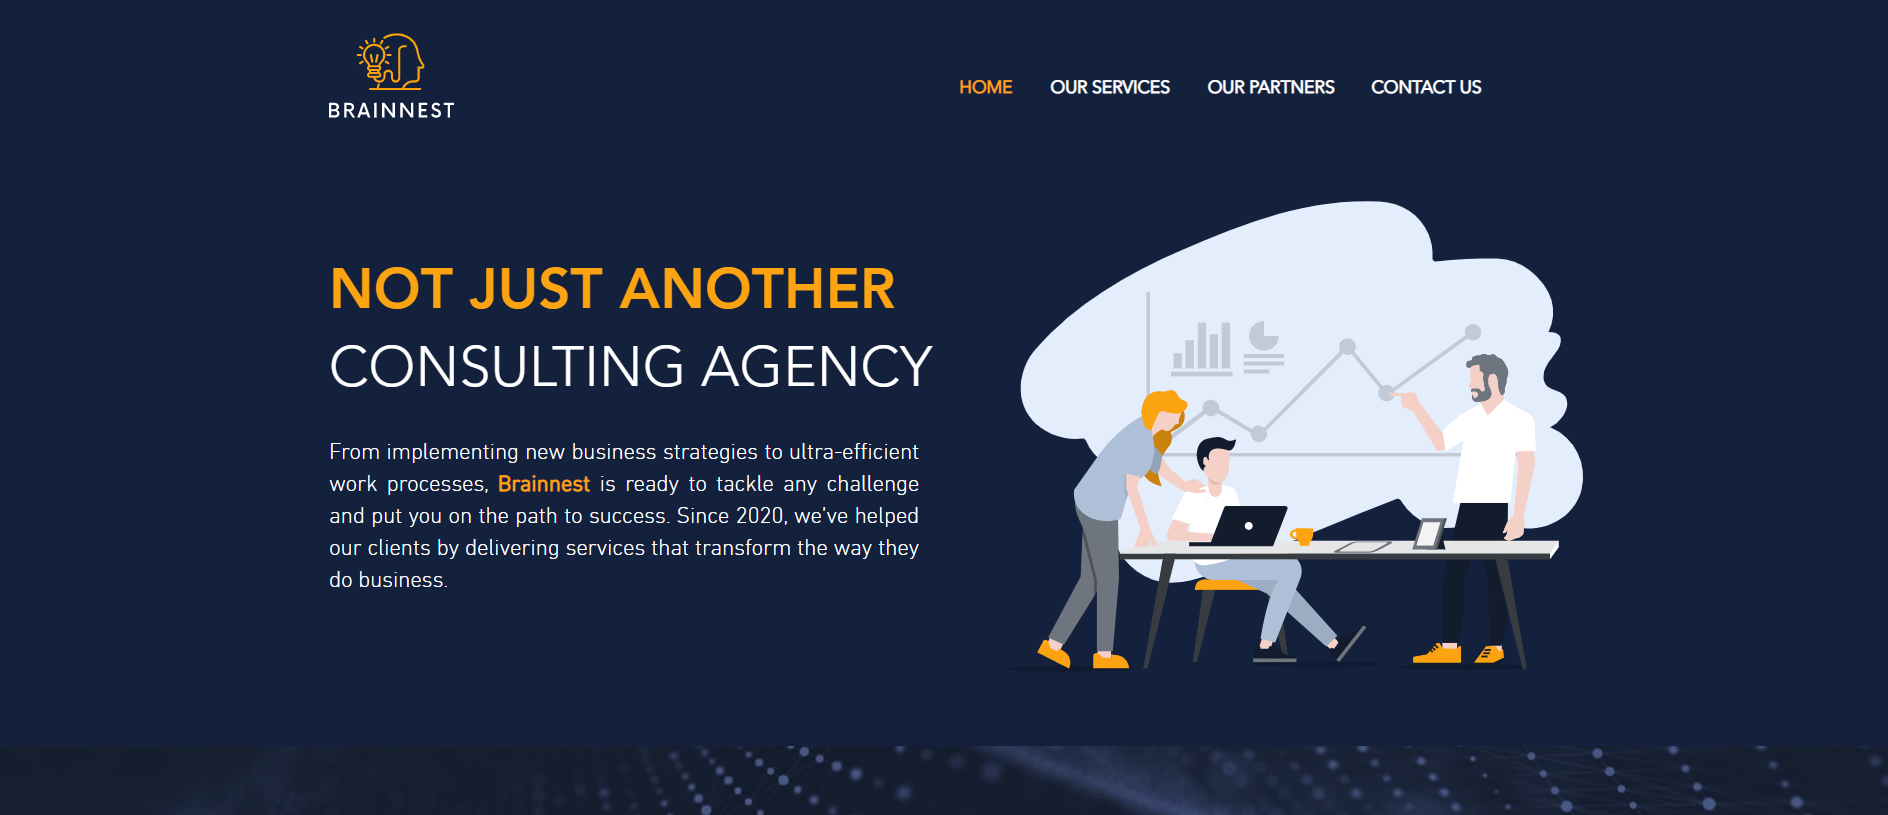 BRAINNEST
HOME OUR SERVICES OUR PARTNERS CONTACT US
NOT JUST ANOTHER
CONSULTING AGENCY
From implementing new business strategies to ultra-efficient
work processes, Brainnest is ready to tackle any challenge
and put you on the path to success. Since 2020, we've helped
our clients by delivering services that transform the way they
do business.